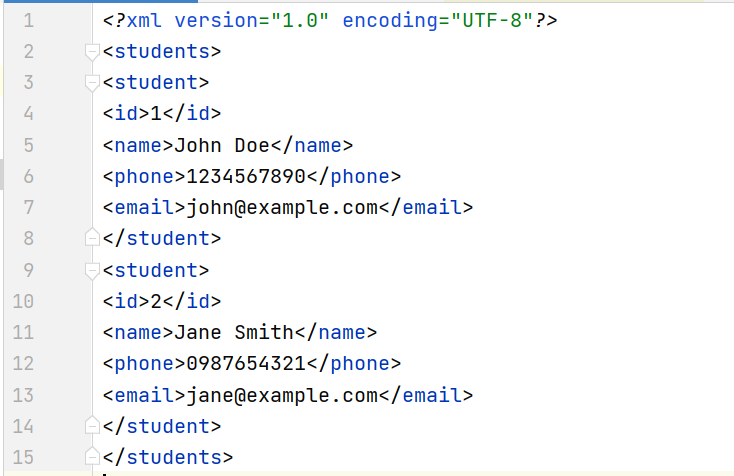 1 <?xml version="1.0" encoding="UTF-8"?>
2 <students>
3 <student>
4 <id>1</id>
5 <name>John Doe</name>
6 <phone>1234567890</phone>
7 <email>john@example.com</email>
8 </student>
9 <student>
10 <id>2</id>
11 <name>Jane Smith</name>
12 <phone>0987654321</phone>
13 <email>jane@example.com</email>
14 </student>
15 </students>